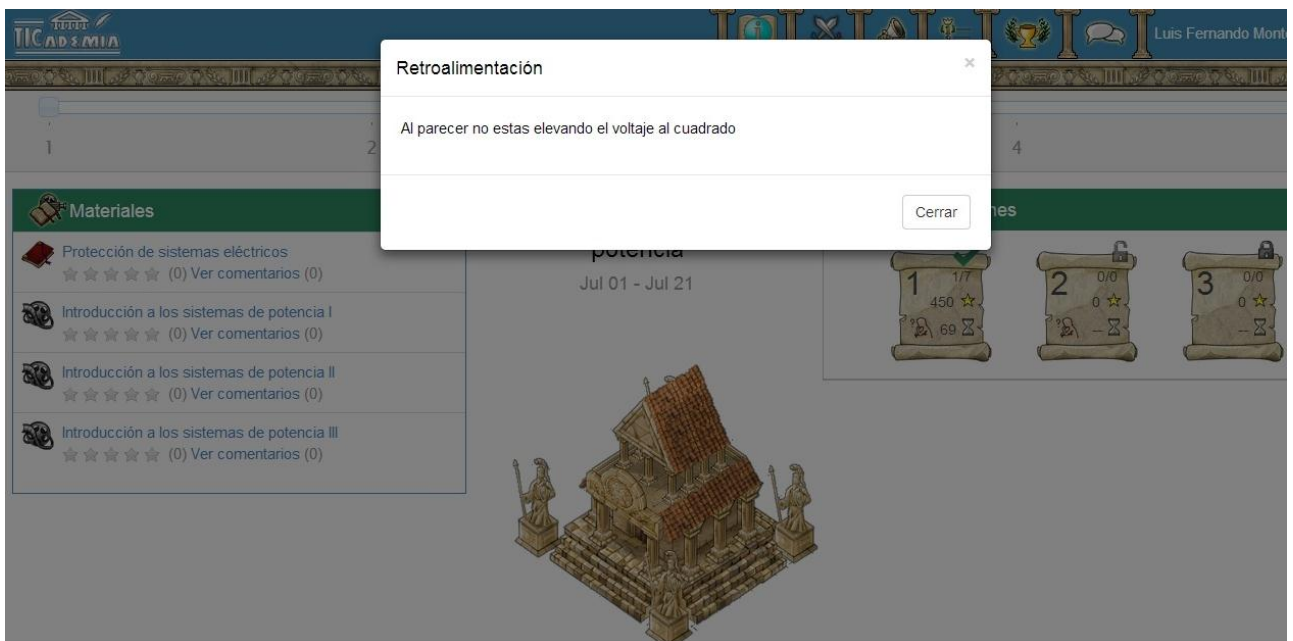 TICADEMIA
Luis Fernando
Retroalimentación
×
Al parecer no estas elevando el voltaje al cuadrado
Cerrar
1
2
4
Materiales
Protección de sistemas eléctricos
(0) Ver comentarios (0)
Introducción a los sistemas de potencia I
(0) Ver comentarios (0)
Introducción a los sistemas de potencia II
(0) Ver comentarios (0)
Introducción a los sistemas de potencia III
(0) Ver comentarios (0)
potencia
Jul 01 - Jul 21
nes
1
1/7
450
69
2
0/0
0
--
3
0/0
0
--